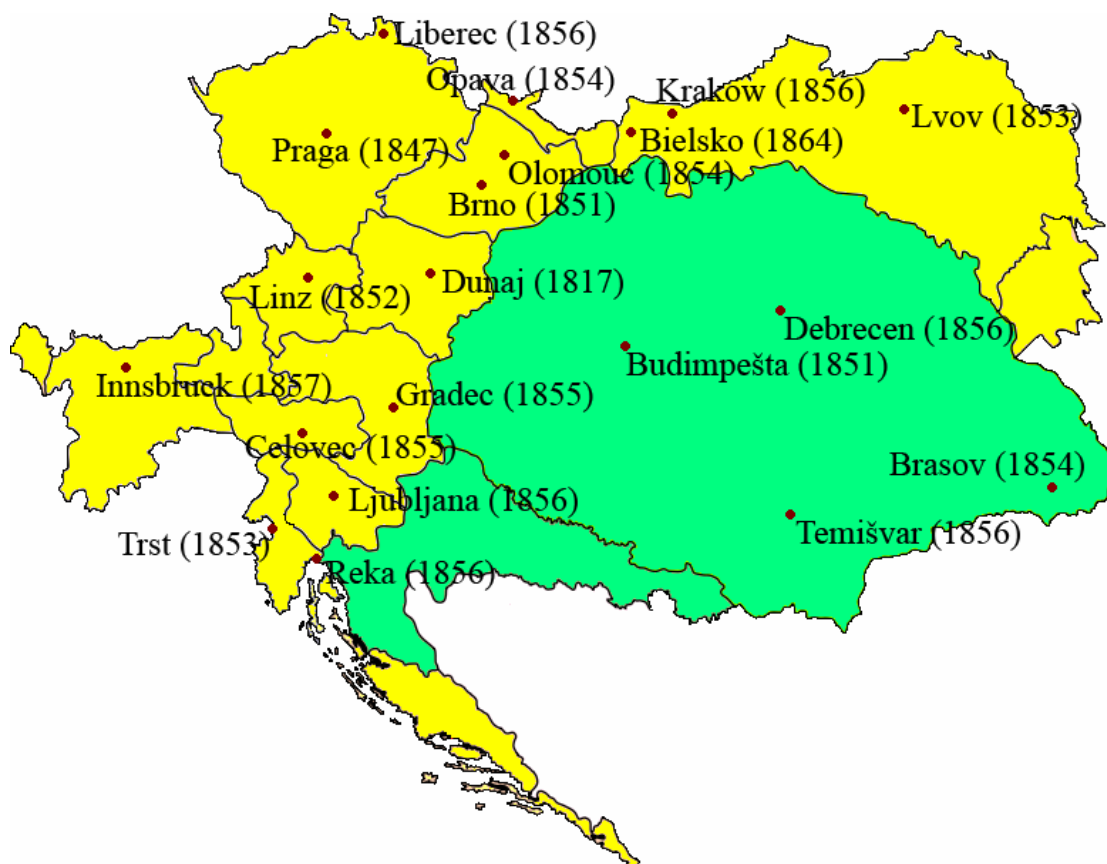 Liberec (1856)
Opava (1854)
Krakow (1856)
Lvov (1853)
Praga (1847)
Bielsko (1864)
Olomouc (1854)
Brno (1851)
Linz (1852)
Dunaj (1817)
Debrecen (1856)
Budimpešta (1851)
Innsbruck (1857)
Gradec (1855)
Celovec (1855)
Brasov (1854)
Ljubljana (1856)
Temišvar (1856)
Trst (1853)
Reka (1856)